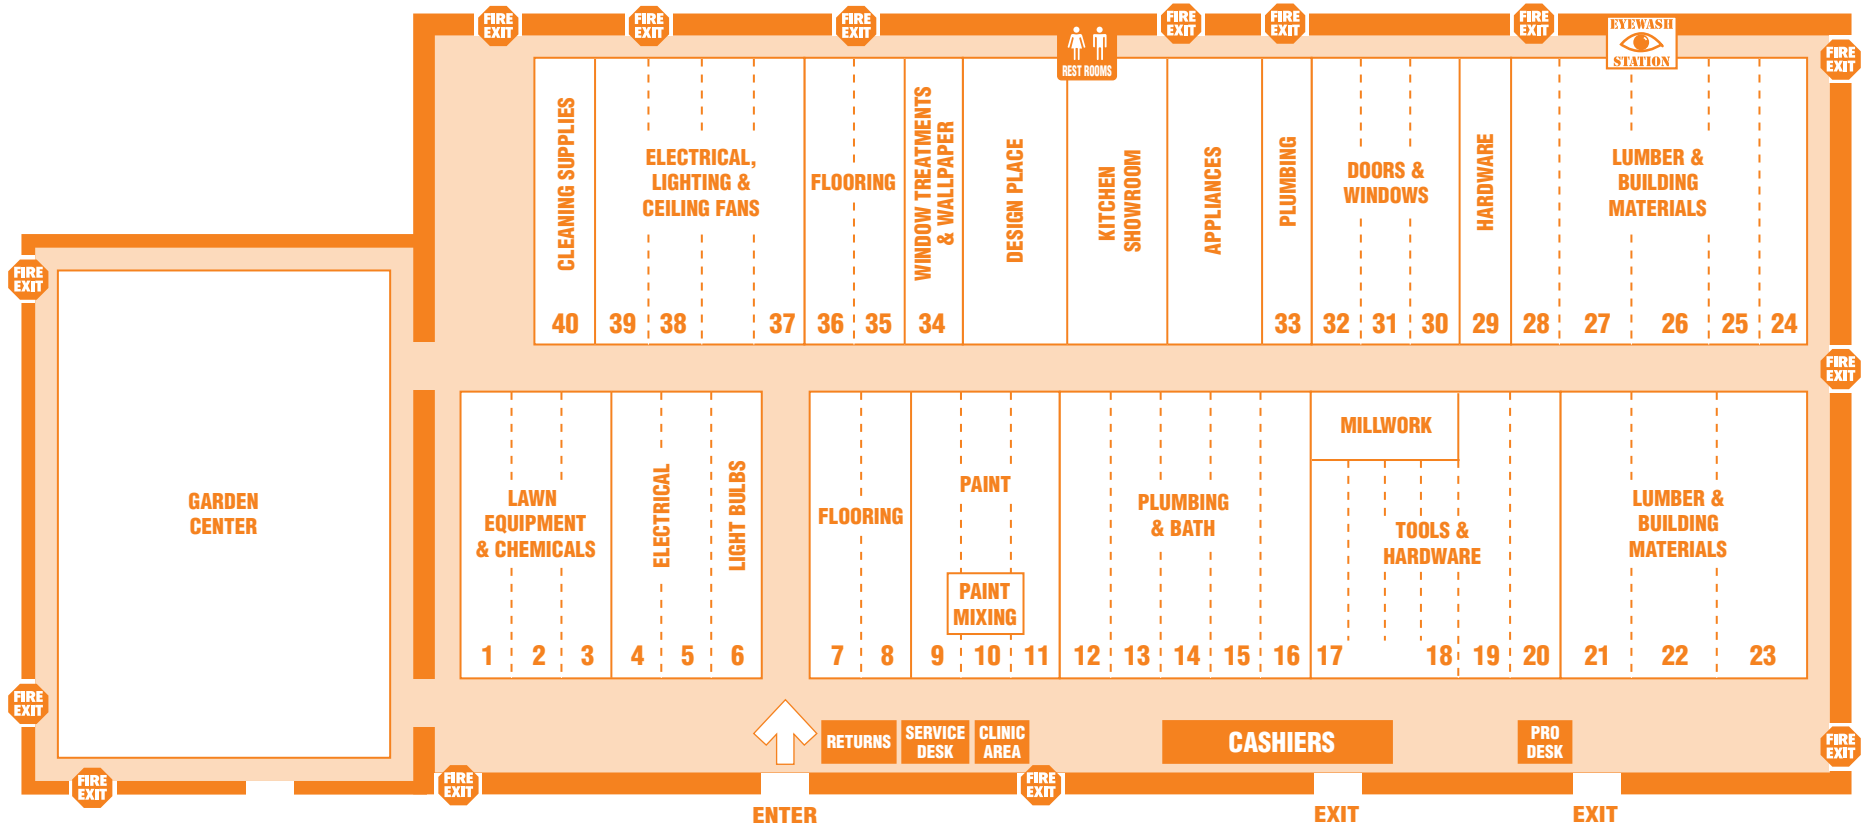 FIRE
EXIT
FIRE
EXIT
FIRE
EXIT
FIRE
EXIT
FIRE
EXIT
FIRE
EXIT
EYEWASH
STATION
REST ROOMS
FIRE
EXIT
CLEANING SUPPLIES
ELECTRICAL,
LIGHTING &
CEILING FANS
FLOORING
WINDOW TREATMENTS
& WALLPAPER
DESIGN PLACE
KITCHEN
SHOWROOM
APPLIANCES
PLUMBING
DOORS &
WINDOWS
HARDWARE
LUMBER &
BUILDING
MATERIALS
40 39 38 37 36 35 34 33 32 31 30 29 28 27 26 25 24
FIRE
EXIT
FIRE
EXIT
GARDEN
CENTER
LAWN
EQUIPMENT
& CHEMICALS
ELECTRICAL
LIGHT BULBS
FLOORING
PAINT
PAINT
MIXING
PLUMBING
& BATH
MILLWORK
TOOLS &
HARDWARE
LUMBER &
BUILDING
MATERIALS
1 2 3 4 5 6 7 8 9 10 11 12 13 14 15 16 17 18 19 20 21 22 23
FIRE
EXIT
RETURNS
SERVICE
DESK
CLINIC
AREA
CASHIERS
PRO
DESK
FIRE
EXIT
FIRE
EXIT
FIRE
EXIT
FIRE
EXIT
ENTER
EXIT
EXIT